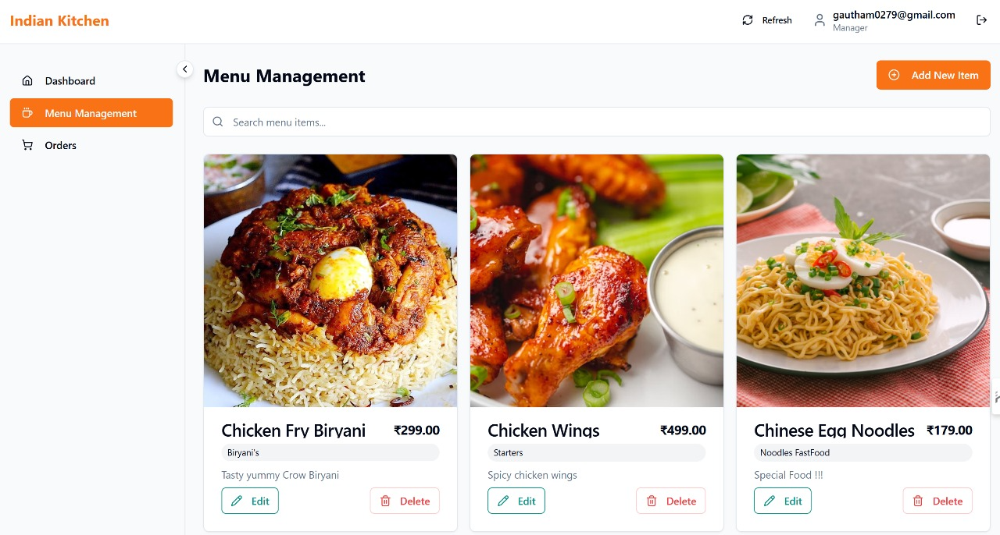 Indian Kitchen
Refresh
gautham0279@gmail.com
Manager
Dashboard
Menu Management
Orders
Menu Management
Add New Item
Search menu items...
Chicken Fry Biryani ₹299.00
Biryani's
Tasty yummy Crow Biryani
Edit Delete
Chicken Wings ₹499.00
Starters
Spicy chicken wings
Edit Delete
Chinese Egg Noodles ₹179.00
Noodles FastFood
Special Food !!!
Edit Delete